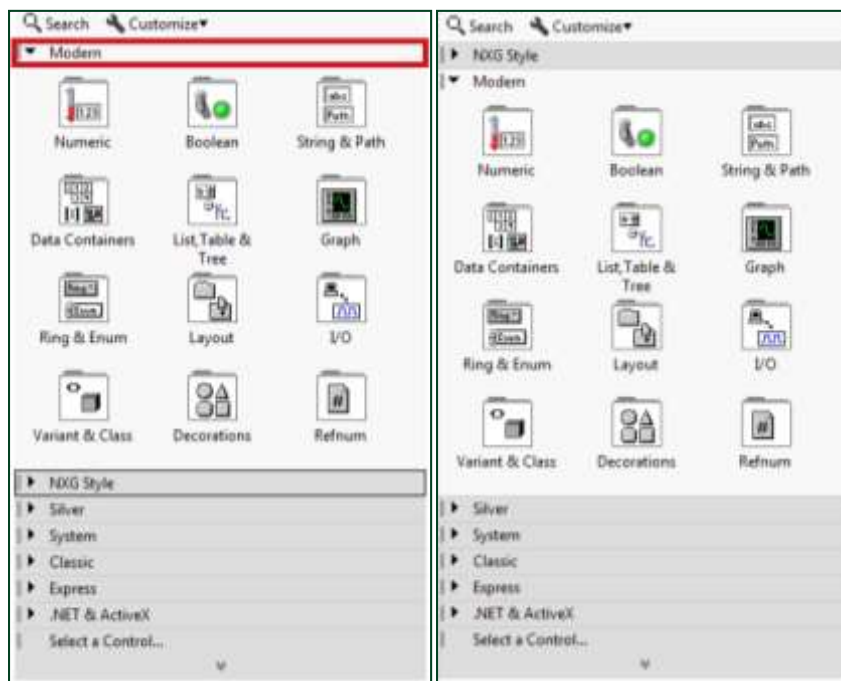 Search Customize
Modern
Numeric Boolean String & Path
Data Containers List, Table & Tree Graph
Ring & Enum Layout I/O
Variant & Class Decorations Refnum
NXG Style
Silver
System
Classic
Express
.NET & ActiveX
Select a Control...
Search Customize
NXG Style
Modern
Numeric Boolean String & Path
Data Containers List, Table & Tree Graph
Ring & Enum Layout I/O
Variant & Class Decorations Refnum
Silver
System
Classic
Express
.NET & ActiveX
Select a Control...